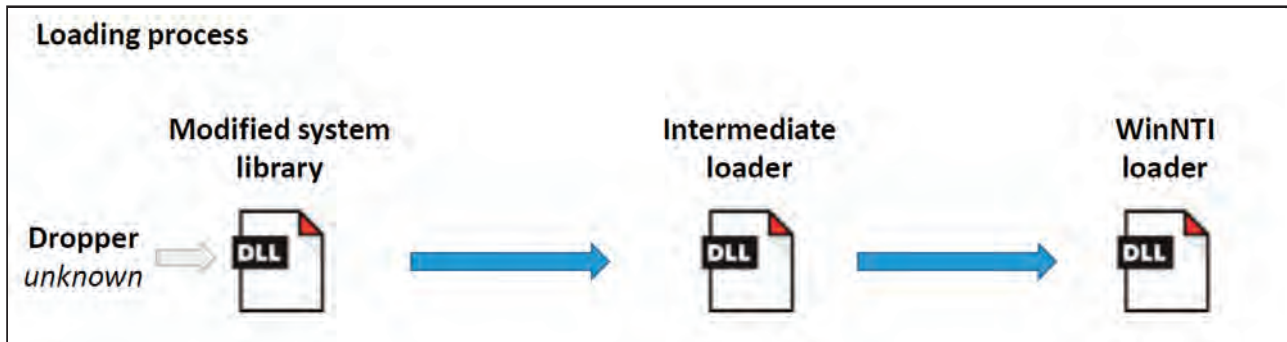 Loading process
Modified system
library
Intermediate
loader
WinNTI
loader
Dropper
unknown
DLL
DLL
DLL